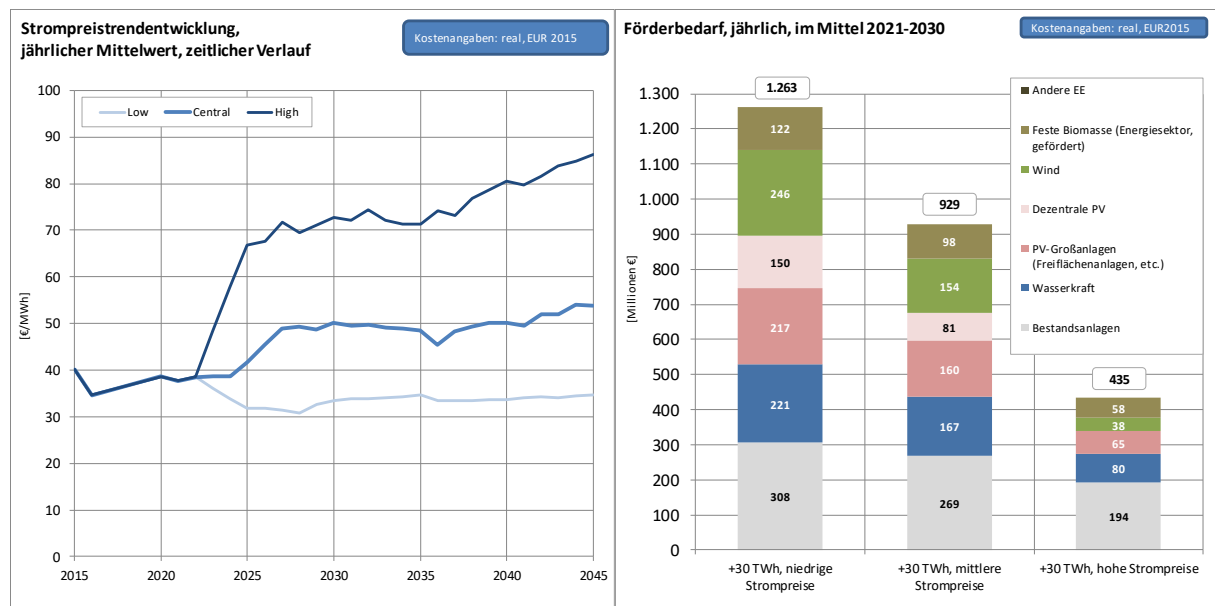 Strompreistrendentwicklung,
jährlicher Mittelwert, zeitlicher Verlauf
Kostenangaben: real, EUR 2015
[€/MWh]
100
90
80
70
60
50
40
30
20
10
0
Low
Central
High
2015
2020
2025
2030
2035
2040
2045
Förderbedarf, jährlich, im Mittel 2021-2030
Kostenangaben: real, EUR2015
[Millionen €]
1.300
1.200
1.100
1.000
900
800
700
600
500
400
300
200
100
0
1.263
122
246
150
217
221
308
929
98
154
81
160
167
269
435
58
38
65
80
194
Andere EE
Feste Biomasse (Energiesektor,
gefördert)
Wind
Dezentrale PV
PV-Großanlagen
(Freiflächenanlagen, etc.)
Wasserkraft
Bestandsanlagen
+30 TWh, niedrige
Strompreise
+30 TWh, mittlere
Strompreise
+30 TWh, hohe Strompreise